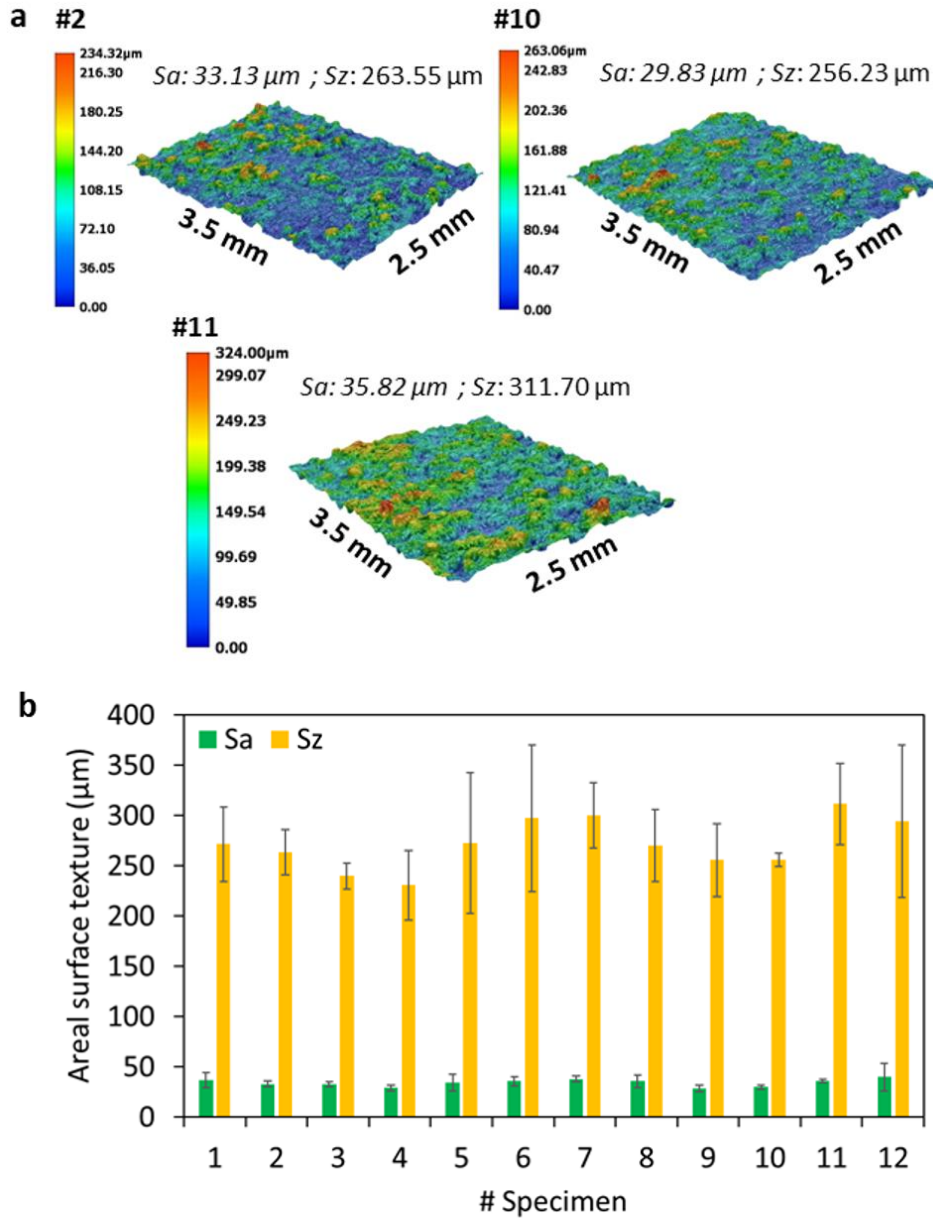 a
#2
234.32µm
216.30
180.25
144.20
108.15
72.10
36.05
0.00
Sa: 33.13 µm ; Sz: 263.55 µm
3.5 mm
2.5 mm
#10
263.06µm
242.83
202.36
161.88
121.41
80.94
40.47
0.00
Sa: 29.83 µm ; Sz: 256.23 µm
3.5 mm
2.5 mm
#11
324.00µm
299.07
249.23
199.38
149.54
99.69
49.85
0.00
Sa: 35.82 µm ; Sz: 311.70 µm
3.5 mm
2.5 mm
b
Areal surface texture (µm)
400
350
300
250
200
150
100
50
0
Sa Sz
1 2 3 4 5 6 7 8 9 10 11 12
# Specimen